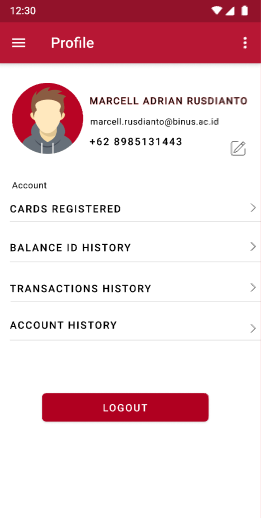 12:30
Profile
MARCELL ADRIAN RUSDIANTO
marcell.rusdianto@binus.ac.id
+62 8985131443
Account
CARDS REGISTERED
BALANCE ID HISTORY
TRANSACTIONS HISTORY
ACCOUNT HISTORY
LOGOUT